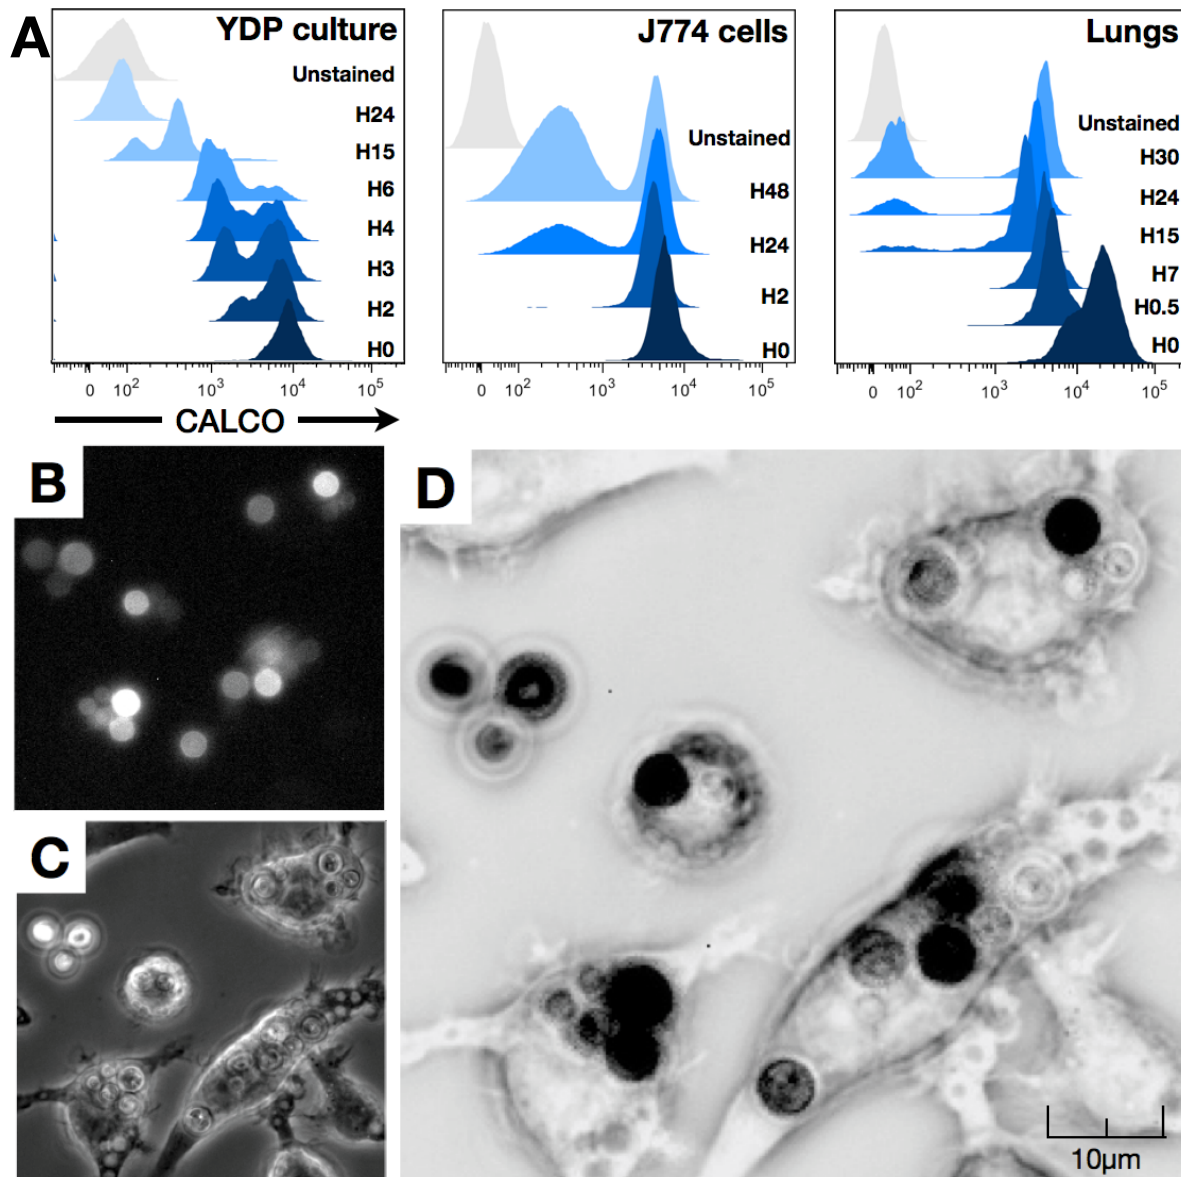 A
YDP culture
Unstained
H24
H15
H6
H4
H3
H2
H0
0 10² 10³ 10⁴ 10⁵
CALCO
J774 cells
Unstained
H48
H24
H2
H0
0 10² 10³ 10⁴ 10⁵
Lungs
Unstained
H30
H24
H15
H7
H0.5
H0
0 10² 10³ 10⁴ 10⁵
B
C
D
10µm